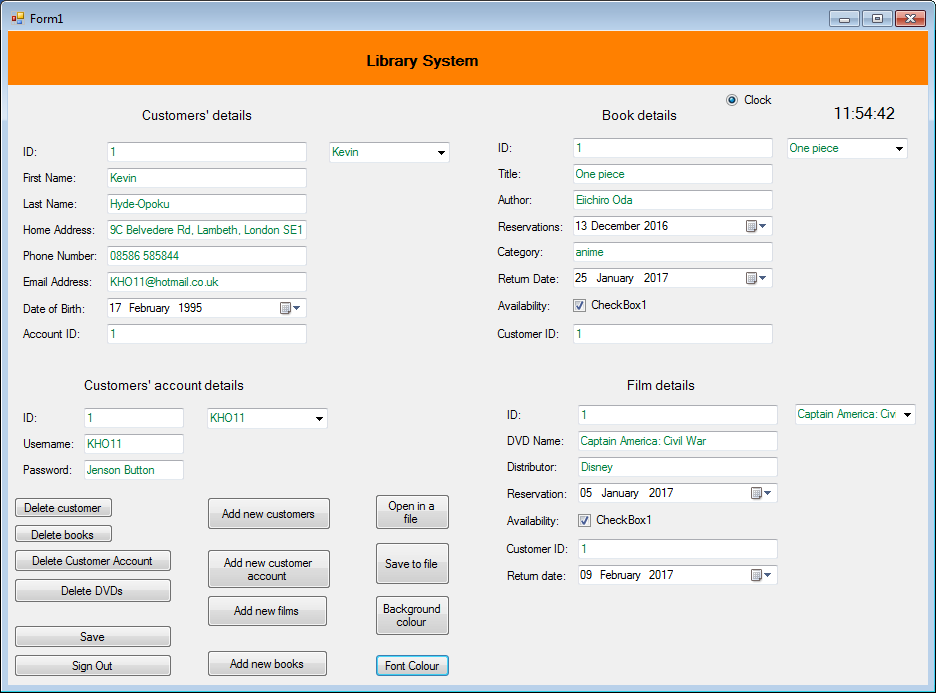 Form1
Library System
Clock
11:54:42
Customers' details
ID: 1 Kevin
First Name: Kevin
Last Name: Hyde-Opoku
Home Address: 9C Belvedere Rd, Lambeth, London SE1
Phone Number: 08586 585844
Email Address: KHO11@hotmail.co.uk
Date of Birth: 17 February 1995
Account ID: 1
Book details
ID: 1 One piece
Title: One piece
Author: Eiichiro Oda
Reservations: 13 December 2016
Category: anime
Return Date: 25 January 2017
Availability: CheckBox1
Customer ID: 1
Customers' account details
ID: 1 KHO11
Username: KHO11
Password: Jenson Button
Film details
ID: 1 Captain America: Civ
DVD Name: Captain America: Civil War
Distributor: Disney
Reservation: 05 January 2017
Availability: CheckBox1
Customer ID: 1
Return date: 09 February 2017
Delete customer
Delete books
Delete Customer Account
Delete DVDs
Save
Sign Out
Add new customers
Add new customer
account
Add new films
Add new books
Open in a
file
Save to file
Background
colour
Font Colour